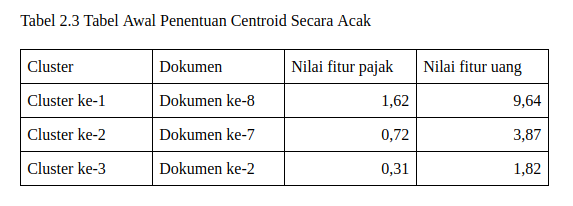 Tabel 2.3 Tabel Awal Penentuan Centroid Secara Acak
Cluster Dokumen Nilai fitur pajak Nilai fitur uang
Cluster ke-1 Dokumen ke-8 1,62 9,64
Cluster ke-2 Dokumen ke-7 0,72 3,87
Cluster ke-3 Dokumen ke-2 0,31 1,82